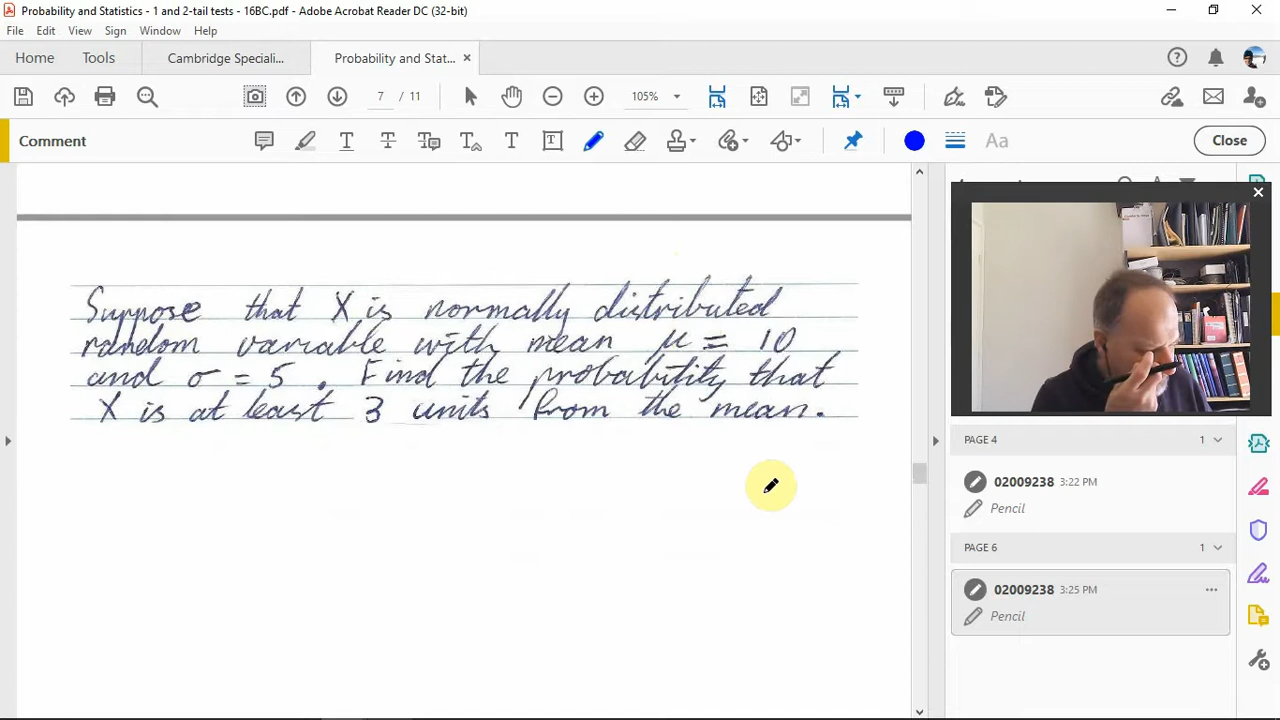 Probability and Statistics - 1 and 2-tail tests - 16BC.pdf - Adobe Acrobat Reader DC (32-bit)
File Edit View Sign Window Help
Home Tools Cambridge Speciali... Probability and Stat... ×
7 / 11 105%
Comment Aa Close
Suppose that X is normally distributed
random variable with mean μ = 10
and σ = 5 . Find the probability that
X is at least 3 units from the mean.
PAGE 4 1
02009238 3:22 PM
Pencil
PAGE 6 1
02009238 3:25 PM ...
Pencil